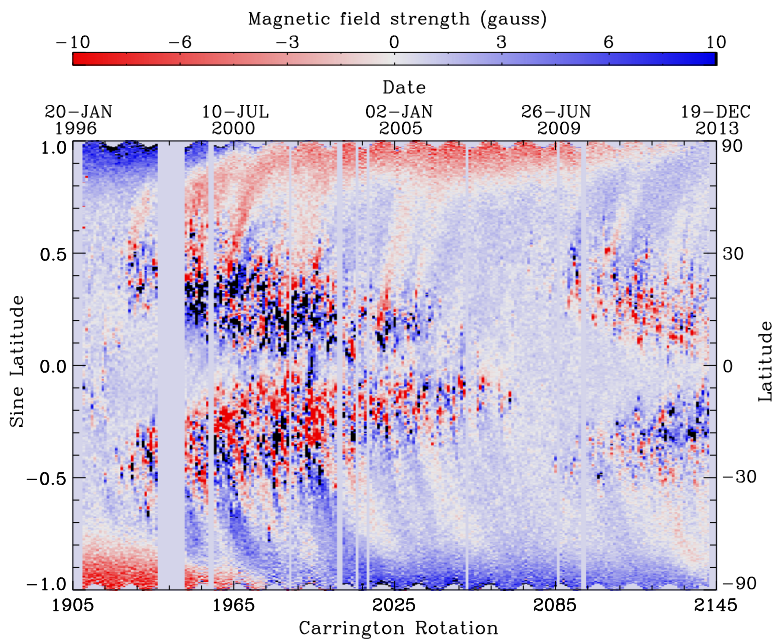 Magnetic field strength (gauss)
−10 −6 −3 0 3 6 10
Date
20−JAN 10−JUL 02−JAN 26−JUN 19−DEC
1996 2000 2005 2009 2013
1.0 90
0.5 30
0.0 0
−0.5 −30
−1.0 −90
Sine Latitude
Latitude
1905 1965 2025 2085 2145
Carrington Rotation